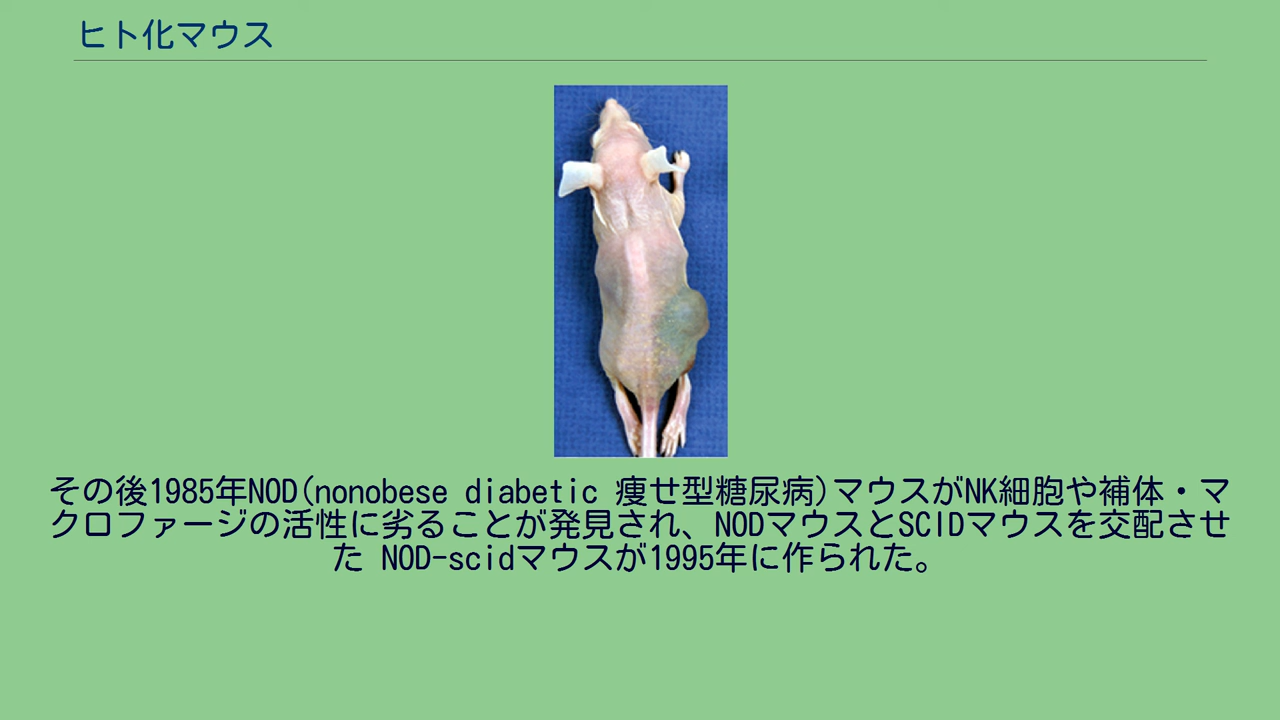 ヒト化マウス
その後1985年NOD(nonobese diabetic 痩せ型糖尿病)マウスがNK細胞や補体・マ
クロファージの活性に劣ることが発見され、NODマウスとSCIDマウスを交配させ
た NOD-scidマウスが1995年に作られた。